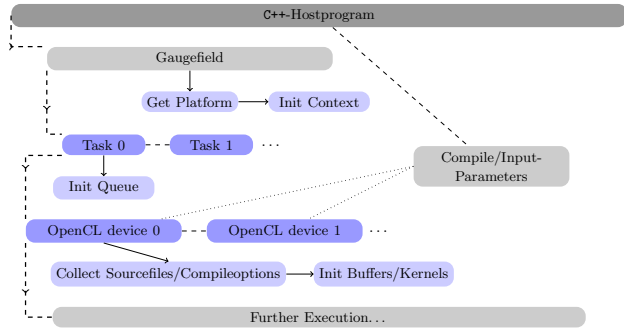 C++-Hostprogram
Gaugefield
Get Platform
Init Context
Task 0
Task 1
...
Compile/Input-
Parameters
Init Queue
OpenCL device 0
OpenCL device 1
...
Collect Sourcefiles/Compileoptions
Init Buffers/Kernels
Further Execution...